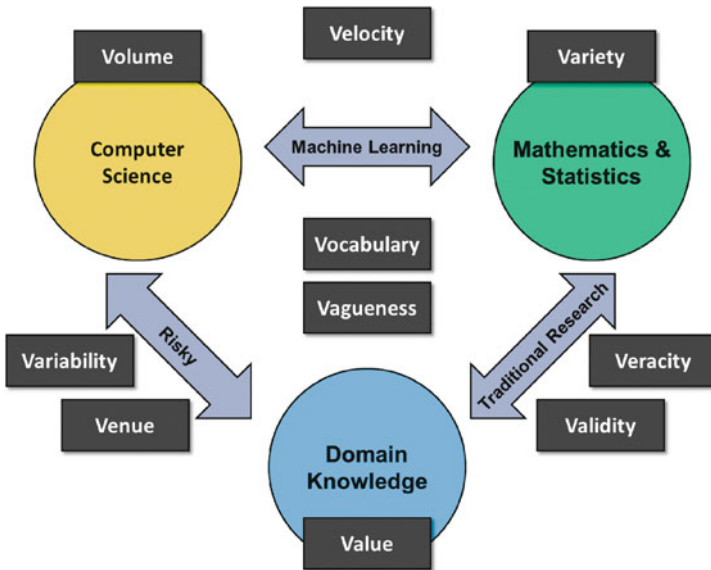 Velocity
Volume
Variety
Computer
Science
Machine Learning
Mathematics &
Statistics
Vocabulary
Vagueness
Risky
Traditional Research
Variability
Veracity
Venue
Validity
Domain
Knowledge
Value